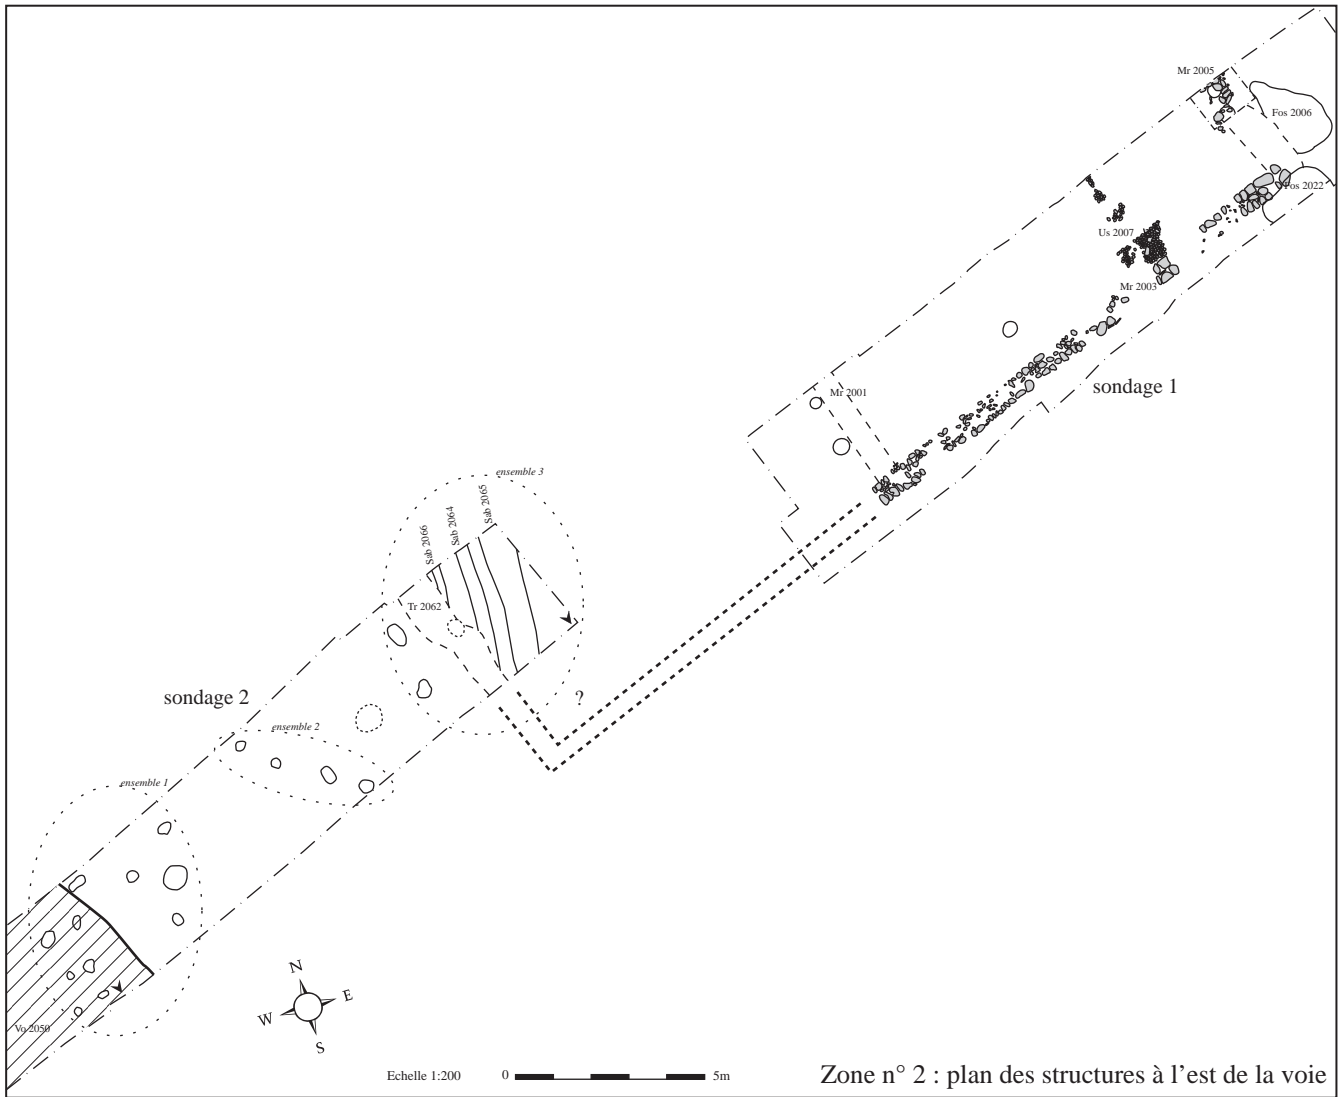 Mr 2005
Fos 2006
Fos 2022
Us 2007
Mr 2003
sondage 1
Mr 2001
ensemble 3
Sab 2066
Sab 2064
Sab 2065
Tr 2062
sondage 2
?
ensemble 2
ensemble 1
N
W
E
S
Vo 2050
Echelle 1:200
0
5m
Zone n° 2 : plan des structures à l'est de la voie